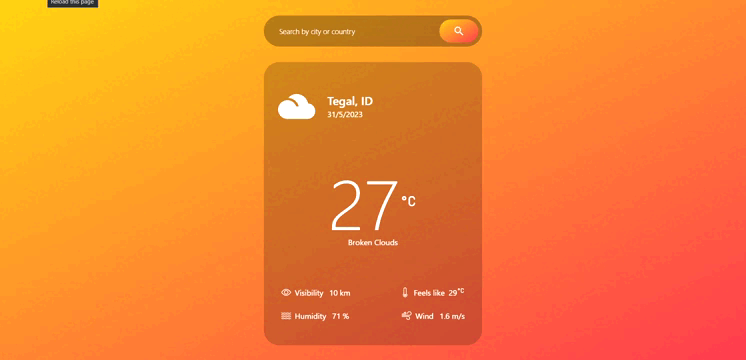 Reload this page
Search by city or country
Tegal, ID
31/5/2023
27°C
Broken Clouds
Visibility 10 km
Feels like 29°C
Humidity 71 %
Wind 1.6 m/s